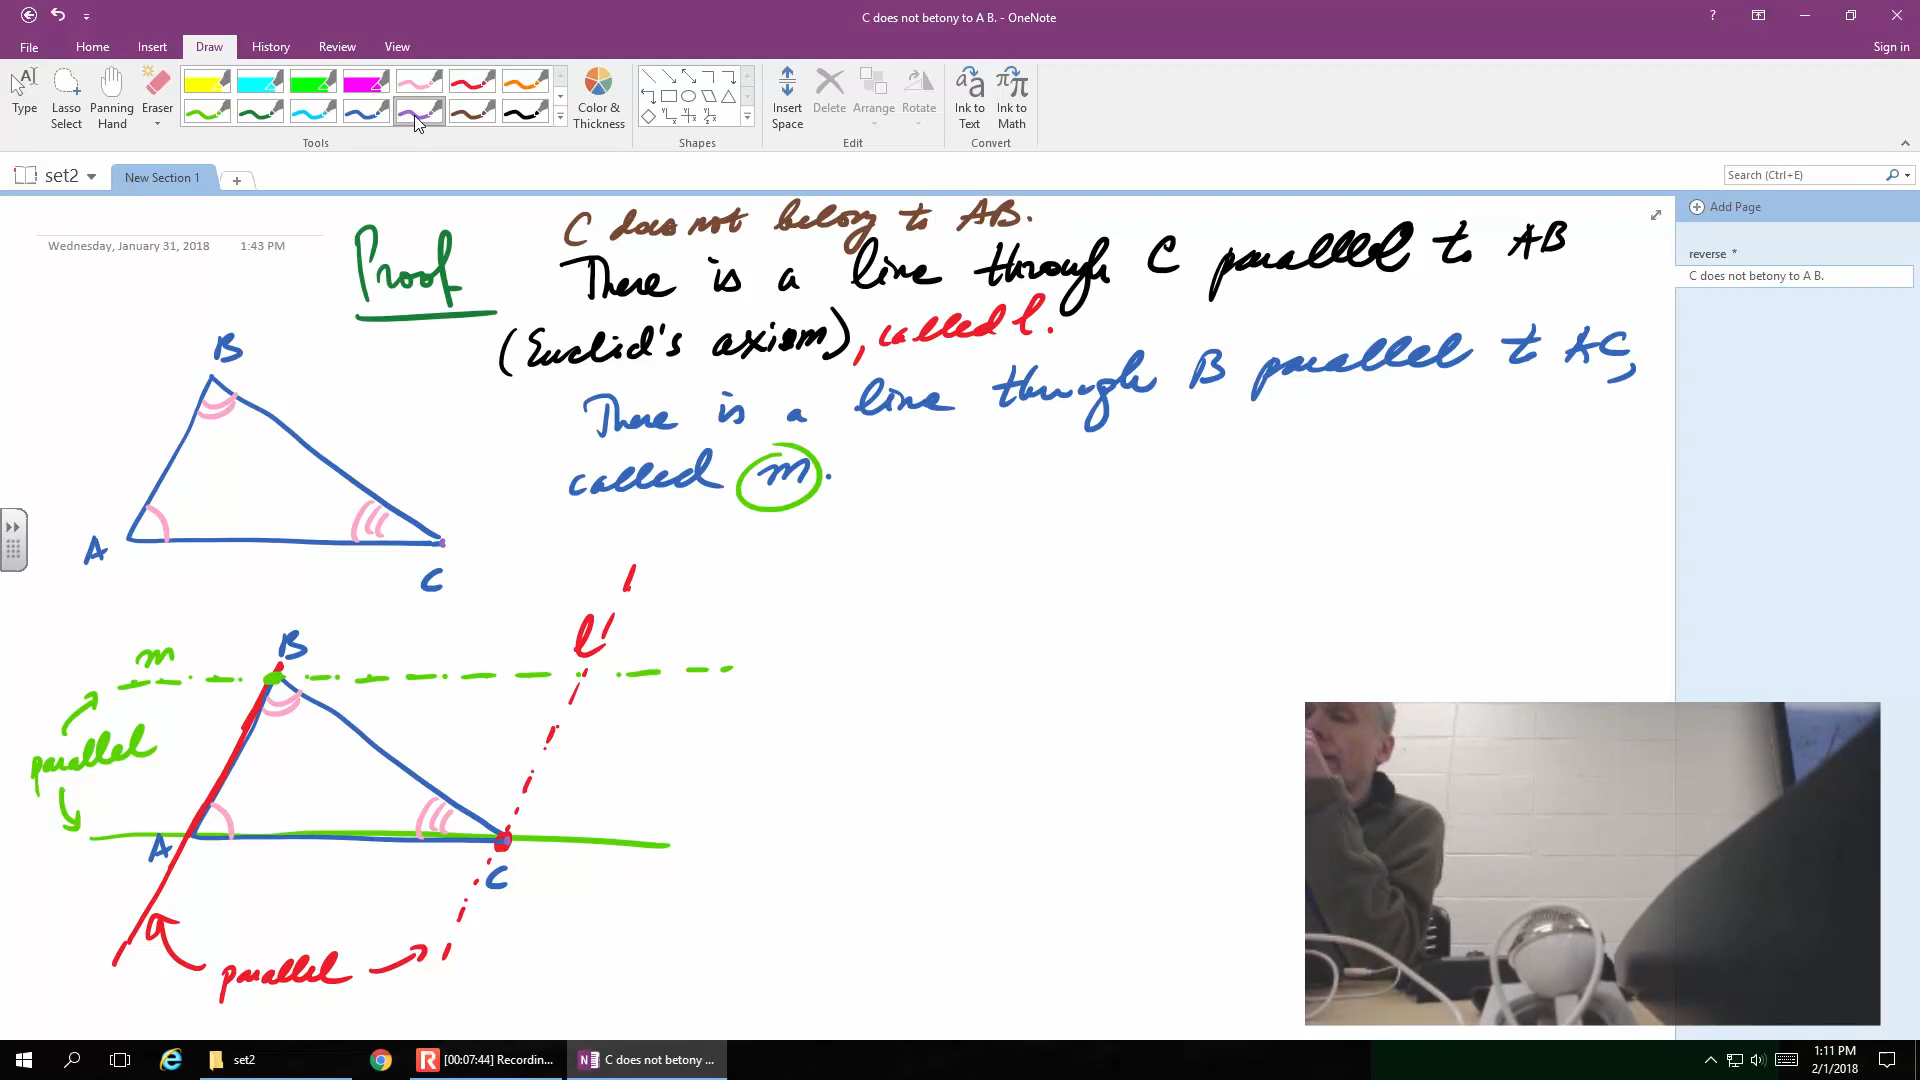 C does not betony to A B. - OneNote
File
Home
Insert
Draw
History
Review
View
Sign in
Type
Lasso Select
Panning Hand
Eraser
Color & Thickness
Insert Space
Delete
Arrange
Rotate
Ink to Text
Ink to Math
Tools
Shapes
Edit
Convert
set2
New Section 1
Search (Ctrl+E)
Add Page
reverse *
C does not betony to A B.
Wednesday, January 31, 2018
1:43 PM
Proof
C does not belong to AB.
There is a line through C parallel to AB
(Euclid's axiom), called l.
There is a line through B parallel to AC,
called m.
B
A
C
m
B
l
parallel
A
C
parallel
set2
[00:07:44] Recordin...
C does not betony ...
1:11 PM
2/1/2018